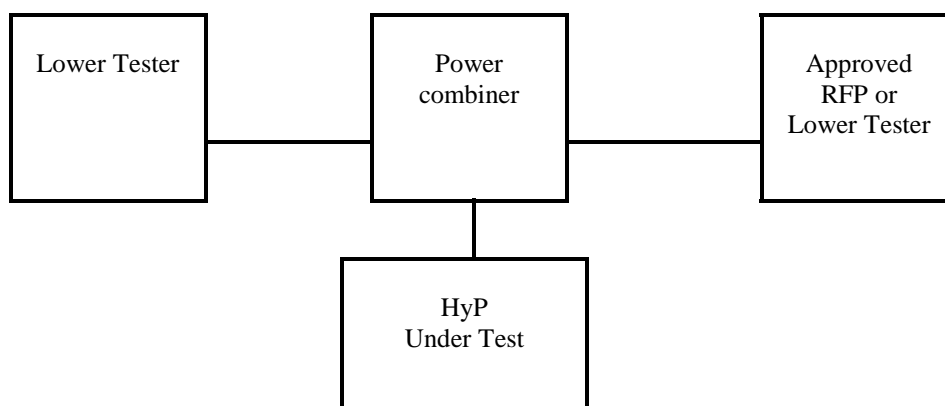 Lower Tester
Power
combiner
Approved
RFP or
Lower Tester
HyP
Under Test